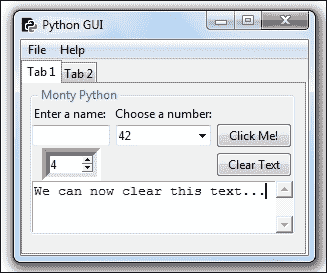 Python GUI
File Help
Tab 1 Tab 2
Monty Python
Enter a name: Choose a number:
42 Click Me!
4 Clear Text
We can now clear this text...